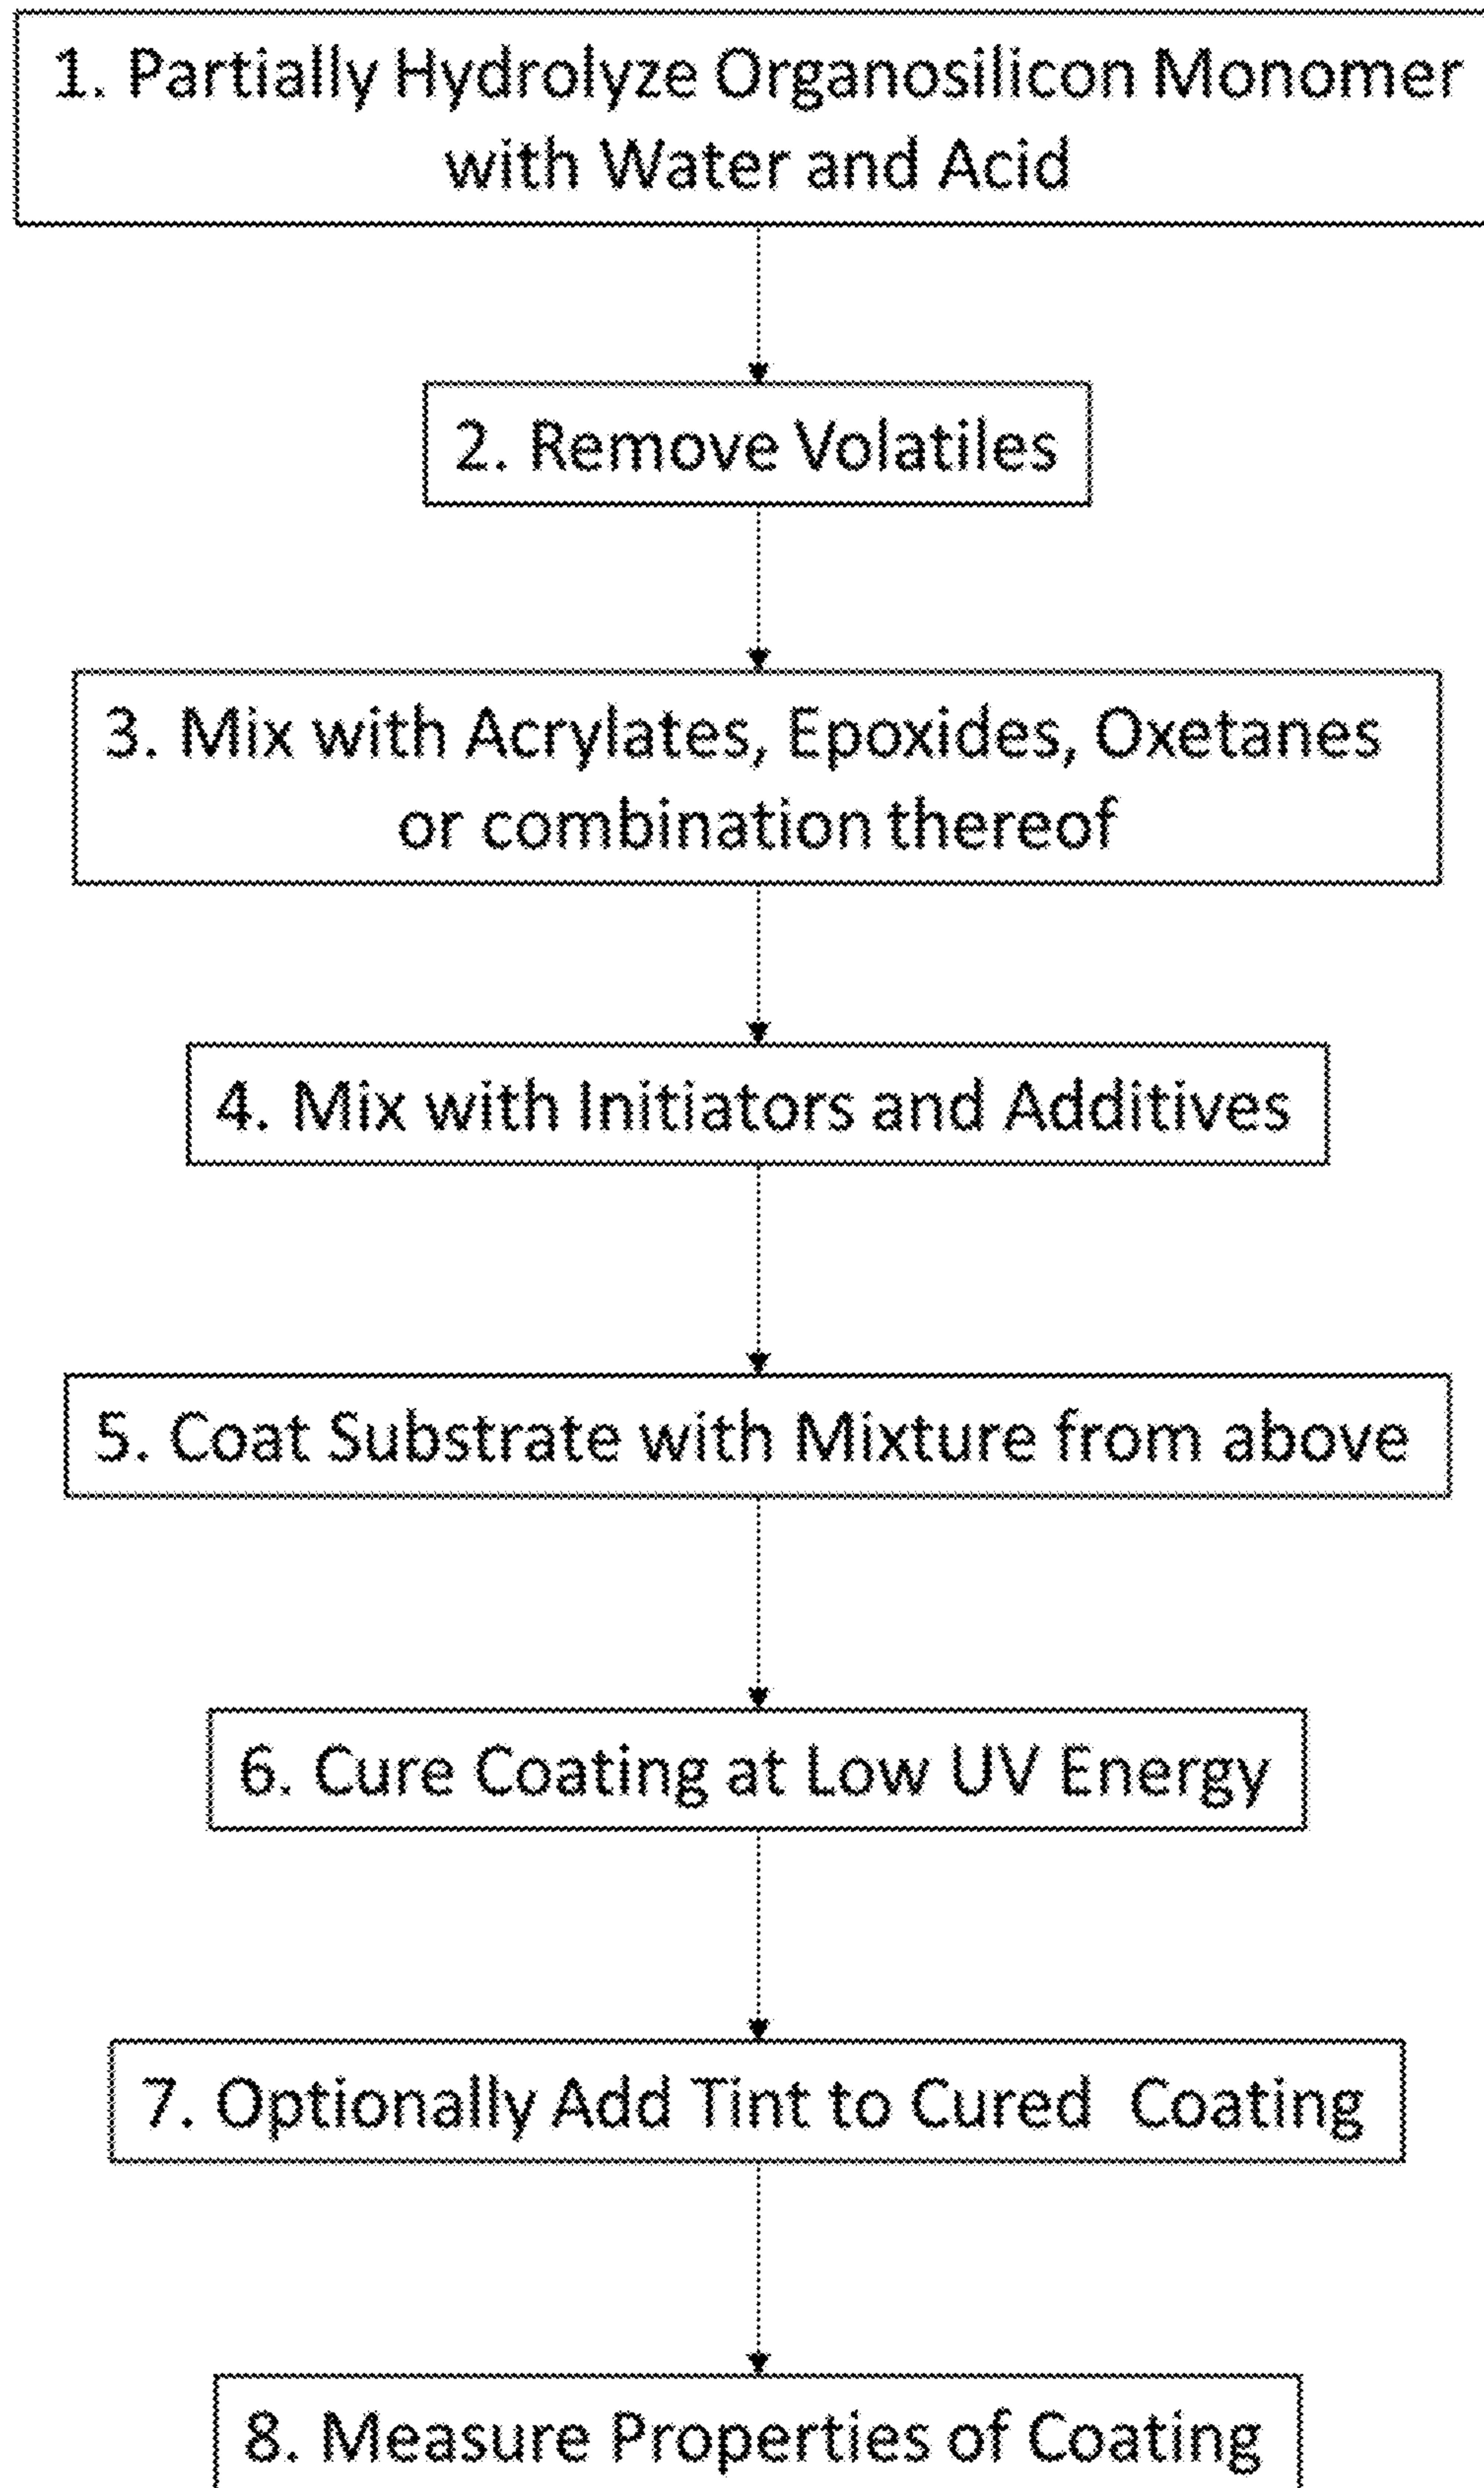 1. Partially Hydrolyze Organosilicon Monomer
with Water and Acid
2. Remove Volatiles
3. Mix with Acrylates, Epoxides, Oxetanes
or combination thereof
4. Mix with Initiators and Additives
5. Coat Substrate with Mixture from above
6. Cure Coating at Low UV Energy
7. Optionally Add Tint to Cured  Coating
8. Measure Properties of Coating